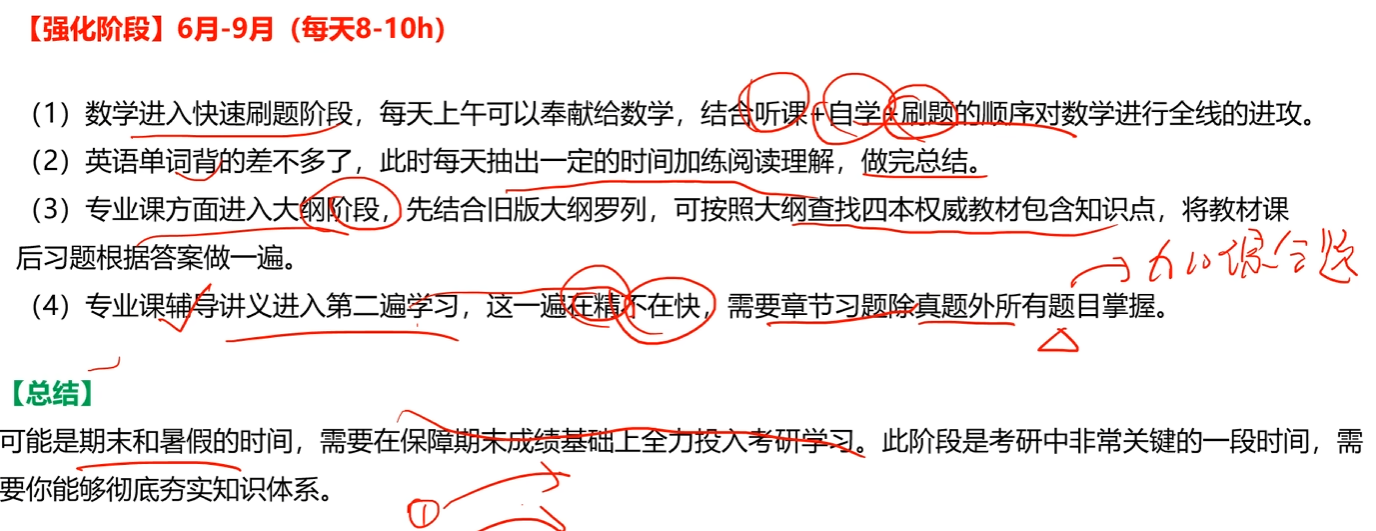 【强化阶段】6月-9月（每天8-10h）
（1）数学进入快速刷题阶段，每天上午可以奉献给数学，结合听课+自学+刷题的顺序对数学进行全线的进攻。
（2）英语单词背的差不多了，此时每天抽出一定的时间加练阅读理解，做完总结。
（3）专业课方面进入大纲阶段，先结合旧版大纲罗列，可按照大纲查找四本权威教材包含知识点，将教材课
后习题根据答案做一遍。
（4）专业课辅导讲义进入第二遍学习，这一遍在精不在快，需要章节习题除真题外所有题目掌握。
【总结】
可能是期末和暑假的时间，需要在保障期末成绩基础上全力投入考研学习。此阶段是考研中非常关键的一段时间，需
要你能够彻底夯实知识体系。
①